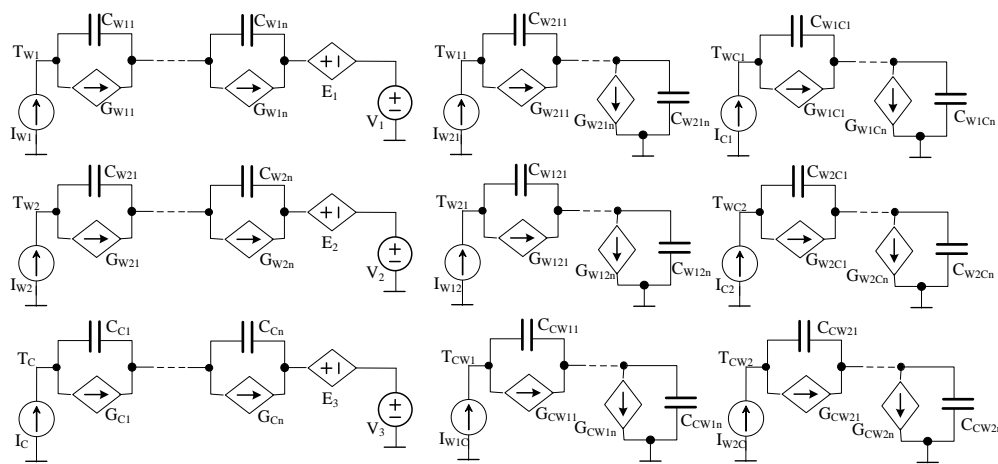 C_W11 C_W1n C_W211 C_W1C1
T_W1 T_W11 T_WC1
G_W11 G_W1n E_1 G_W211 G_W21n C_W21n G_W1C1 G_W1Cn C_W1Cn
I_W1 V_1 I_W21 I_C1
C_W21 C_W2n C_W121 C_W2C1
T_W2 T_W21 T_WC2
G_W21 G_W2n E_2 G_W121 G_W12n C_W12n G_W2C1 G_W2Cn C_W2Cn
I_W2 V_2 I_W12 I_C2
C_C1 C_Cn C_CW11 C_CW21
T_C T_CW1 T_CW2
G_C1 G_Cn E_3 G_CW11 G_CW1n C_CW1n G_CW21 G_CW2n C_CW2n
I_C V_3 I_W1C I_W2C